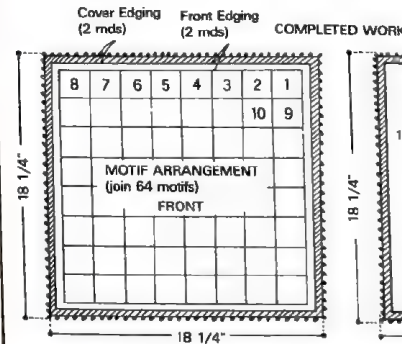 Cover Edging
(2 rnds)
Front Edging
(2 rnds)
COMPLETED WORK
8 7 6 5 4 3 2 1
10 9
MOTIF ARRANGEMENT
(join 64 motifs)
FRONT
18 1/4"
18 1/4"
18 1/4"
1